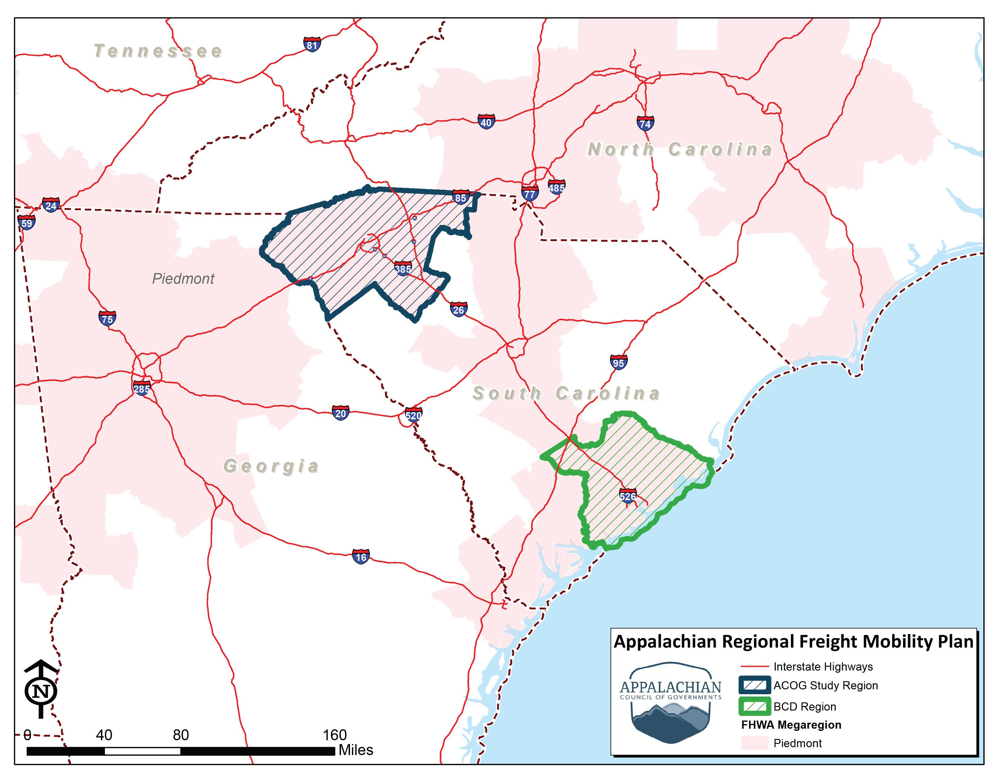 Tennessee
81
40
74
North Carolina
485
77
85
24
59
Piedmont
385
26
75
95
285
South Carolina
20
520
Georgia
526
16
N
0 40 80 160
Miles
Appalachian Regional Freight Mobility Plan
APPALACHIAN
COUNCIL OF GOVERNMENTS
Interstate Highways
ACOG Study Region
BCD Region
FHWA Megaregion
Piedmont